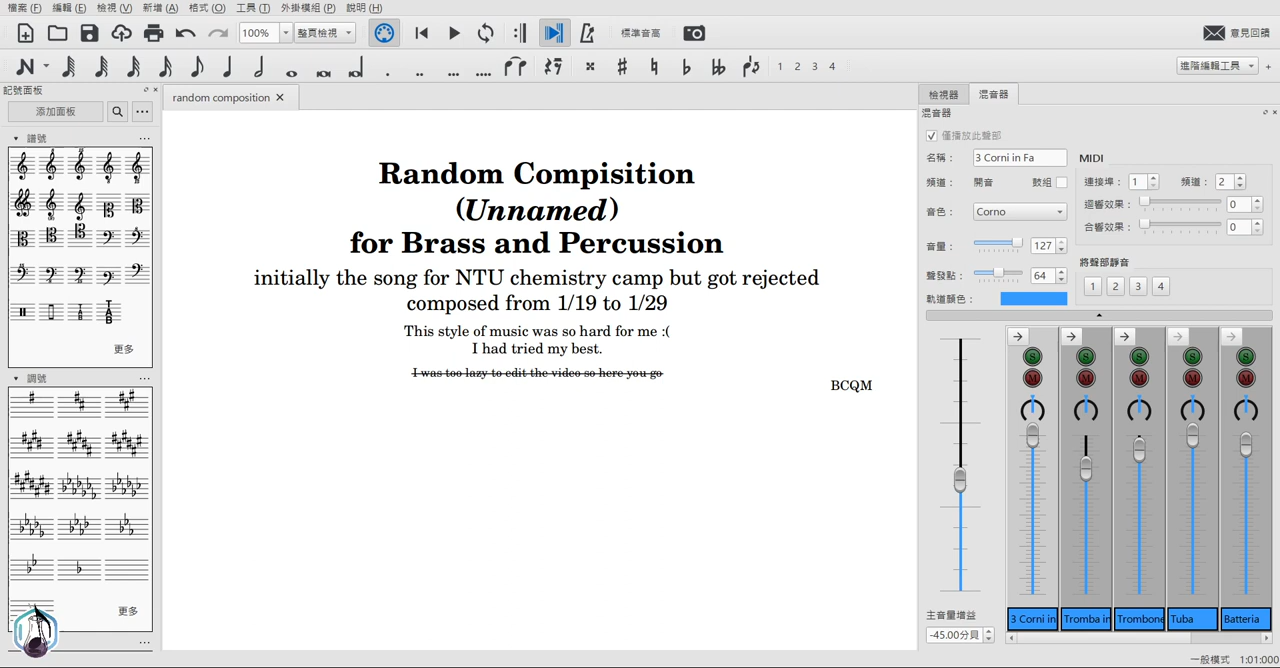 檔案 (F) 編輯 (E) 檢視 (V) 新增 (A) 格式 (O) 工具 (T) 外掛模組 (P) 說明 (H)
100% 整頁檢視 標準音高 意見回饋
1 2 3 4 進階編輯工具 +
記號面板
添加面板
譜號
更多
調號
更多
random composition
Random Compisition
(Unnamed)
for Brass and Percussion
initially the song for NTU chemistry camp but got rejected
composed from 1/19 to 1/29
This style of music was so hard for me :(
I had tried my best.
I was too lazy to edit the video so here you go
BCQM
檢視器 混音器
混音器
僅播放此聲部
名稱： 3 Corni in Fa MIDI
頻道： 開音 鼓組 連接埠： 1 頻道： 2
音色： Corno 迴響效果： 0
合響效果： 0
音量： 127
將聲部靜音
聲發點： 64 1 2 3 4
軌道顏色：
S S S S S
M M M M M
主音量增益 3 Corni in Tromba in Trombone Tuba Batteria
-45.00分貝
一般模式 1:01:000